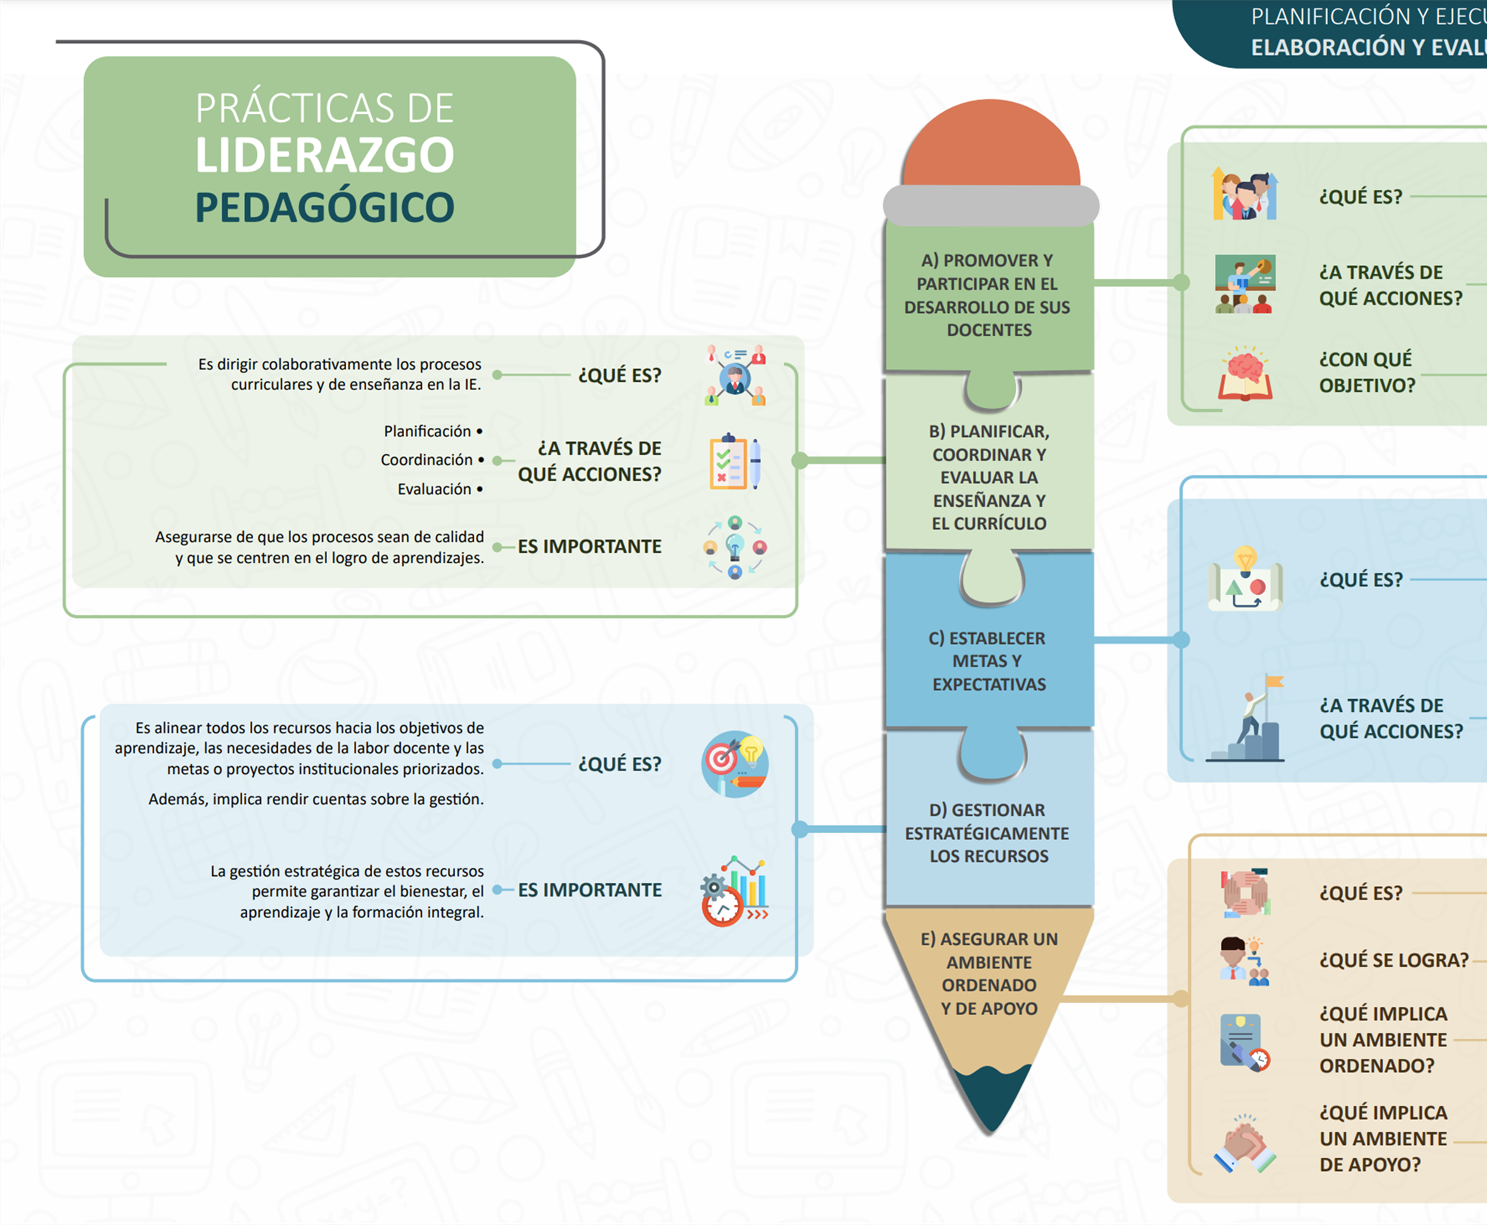 PLANIFICACIÓN Y
ELABORACIÓN Y
PRÁCTICAS DE
LIDERAZGO
PEDAGÓGICO
A) PROMOVER Y
PARTICIPAR EN EL
DESARROLLO DE SUS
DOCENTES
¿QUÉ ES?
¿A TRAVÉS DE
QUÉ ACCIONES?
¿CON QUÉ
OBJETIVO?
Es dirigir colaborativamente los procesos
curriculares y de enseñanza en la IE.
¿QUÉ ES?
Planificación •
Coordinación •
Evaluación •
¿A TRAVÉS DE
QUÉ ACCIONES?
Asegurarse de que los procesos sean de calidad
y que se centren en el logro de aprendizajes.
ES IMPORTANTE
B) PLANIFICAR,
COORDINAR Y
EVALUAR LA
ENSEÑANZA Y
EL CURRÍCULO
C) ESTABLECER
METAS Y
EXPECTATIVAS
¿QUÉ ES?
¿A TRAVÉS DE
QUÉ ACCIONES?
Es alinear todos los recursos hacia los objetivos de
aprendizaje, las necesidades de la labor docente y las
metas o proyectos institucionales priorizados.
Además, implica rendir cuentas sobre la gestión.
¿QUÉ ES?
La gestión estratégica de estos recursos
permite garantizar el bienestar, el
aprendizaje y la formación integral.
ES IMPORTANTE
D) GESTIONAR
ESTRATÉGICAMENTE
LOS RECURSOS
E) ASEGURAR UN
AMBIENTE
ORDENADO
Y DE APOYO
¿QUÉ ES?
¿QUÉ SE LOGRA?
¿QUÉ IMPLICA
UN AMBIENTE
ORDENADO?
¿QUÉ IMPLICA
UN AMBIENTE
DE APOYO?